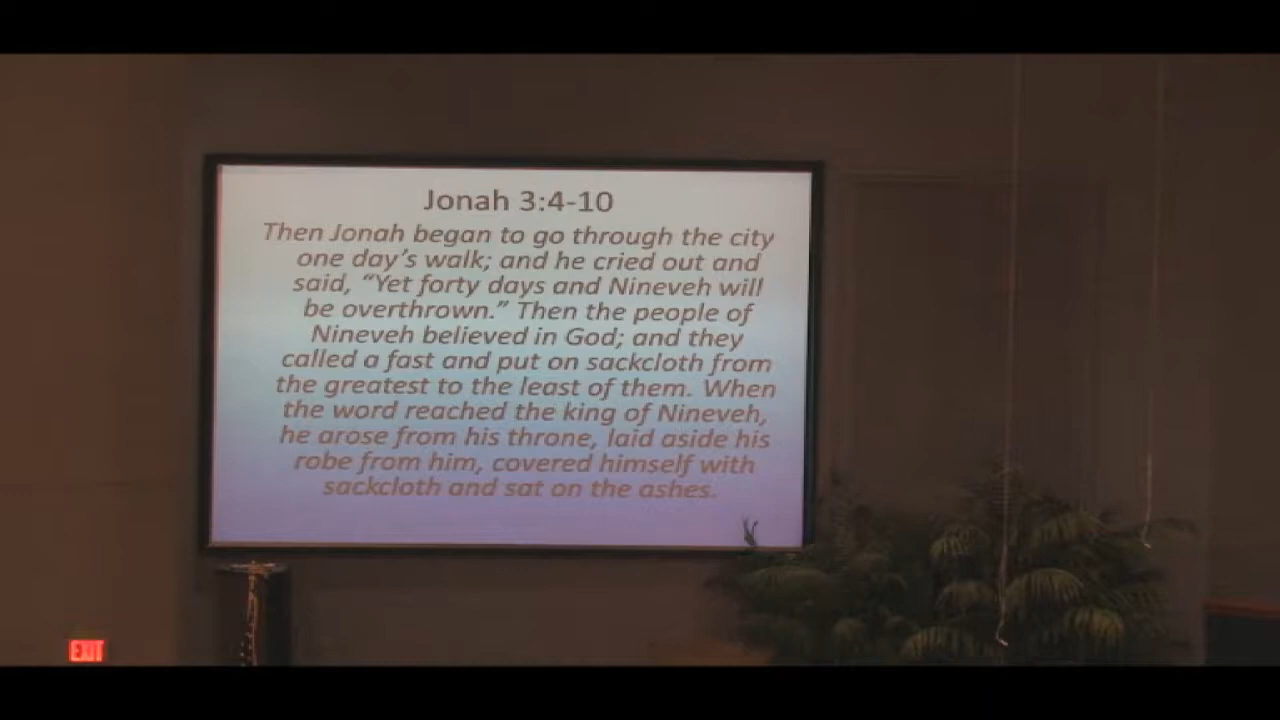 Jonah 3:4-10
Then Jonah began to go through the city
one day's walk; and he cried out and
said, “Yet forty days and Nineveh will
be overthrown.” Then the people of
Nineveh believed in God; and they
called a fast and put on sackcloth from
the greatest to the least of them. When
the word reached the king of Nineveh,
he arose from his throne, laid aside his
robe from him, covered himself with
sackcloth and sat on the ashes.
EXIT